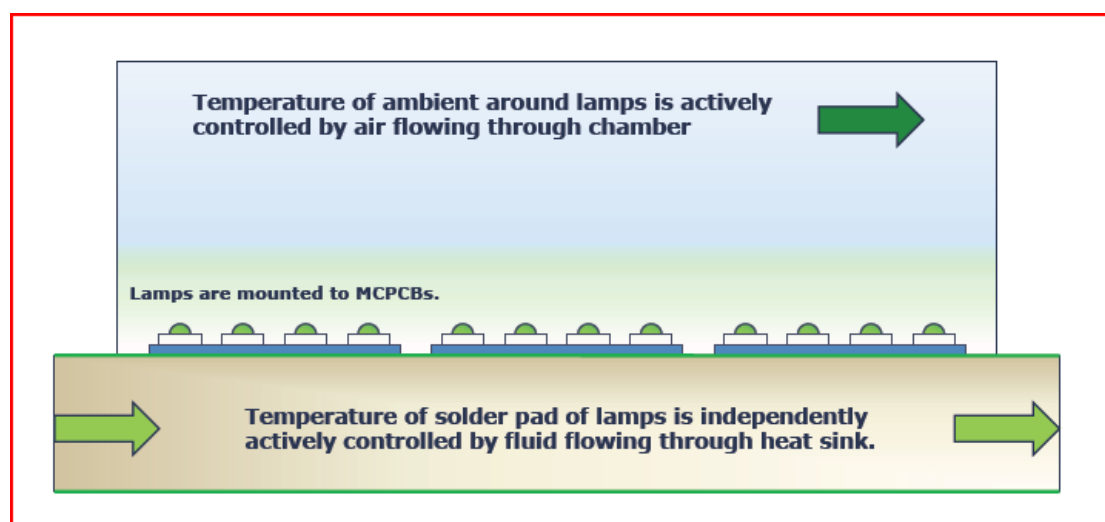 Temperature of ambient around lamps is actively
controlled by air flowing through chamber
Lamps are mounted to MCPCBs.
Temperature of solder pad of lamps is independently
actively controlled by fluid flowing through heat sink.